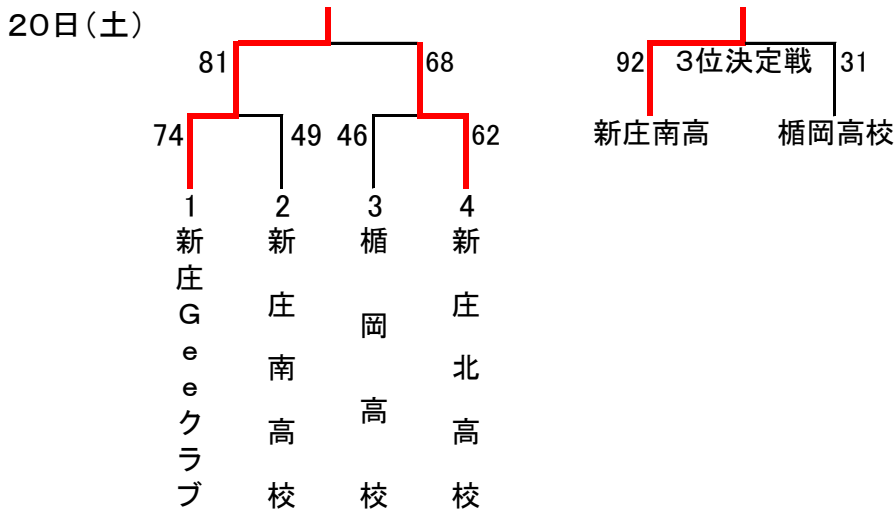 20日(土)
81
68
74
49
46
62
1
2
3
4
新庄Geeクラブ
新庄南高校
楯岡高校
新庄北高校
92
3位決定戦
31
新庄南高
楯岡高校